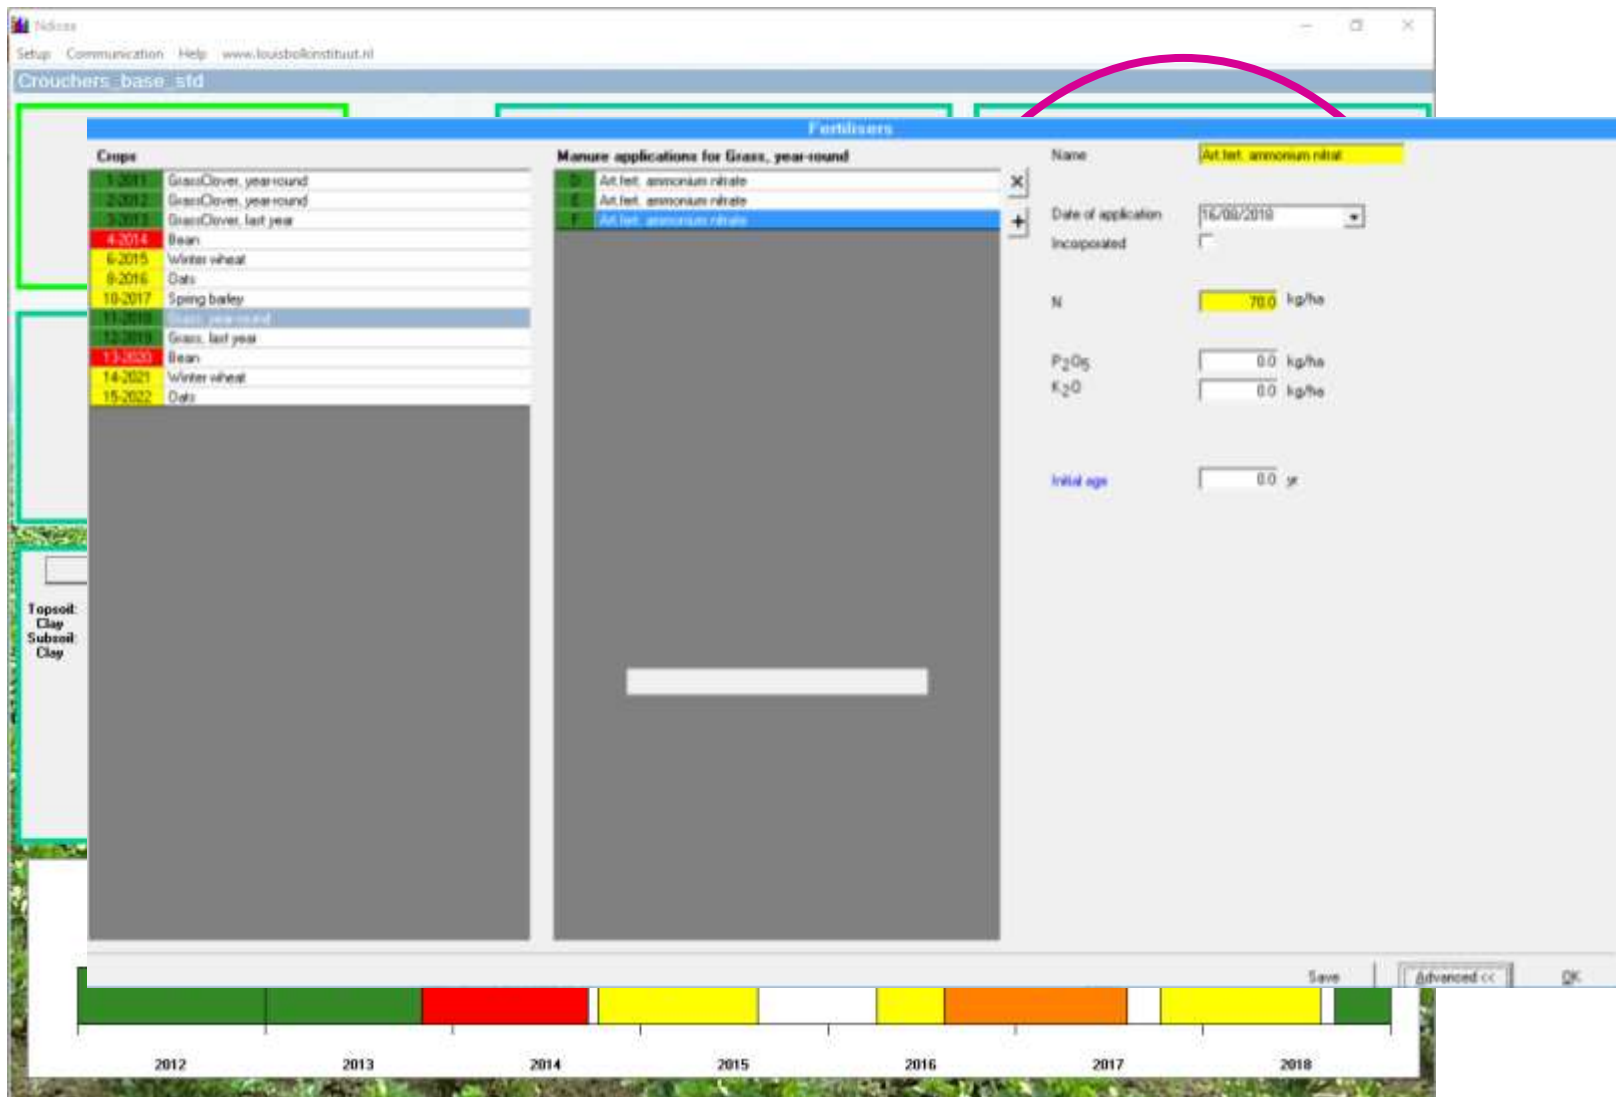 Ndicea
Setup Communication Help www.louisbolkinstituut.nl
Crouchers_base_std
Fertilisers
Crops
1-2011 GrassClover, year-round
2-2012 GrassClover, year-round
3-2013 GrassClover, last year
4-2014 Bean
6-2015 Winter wheat
8-2016 Oats
10-2017 Spring barley
11-2018 Grass, year-round
12-2019 Grass, last year
13-2020 Bean
14-2021 Winter wheat
15-2022 Oats
Manure applications for Grass, year-round
D Art.fert. ammonium nitrate
E Art.fert. ammonium nitrate
F Art.fert. ammonium nitrate
X
+
Name Art.fert. ammonium nitrat
Date of application 16/08/2018
Incorporated
N 70.0 kg/ha
P2O5 0.0 kg/ha
K2O 0.0 kg/ha
Initial age 0.0 yr
Topsoil:
Clay
Subsoil:
Clay
Save Advanced << OK
2012 2013 2014 2015 2016 2017 2018